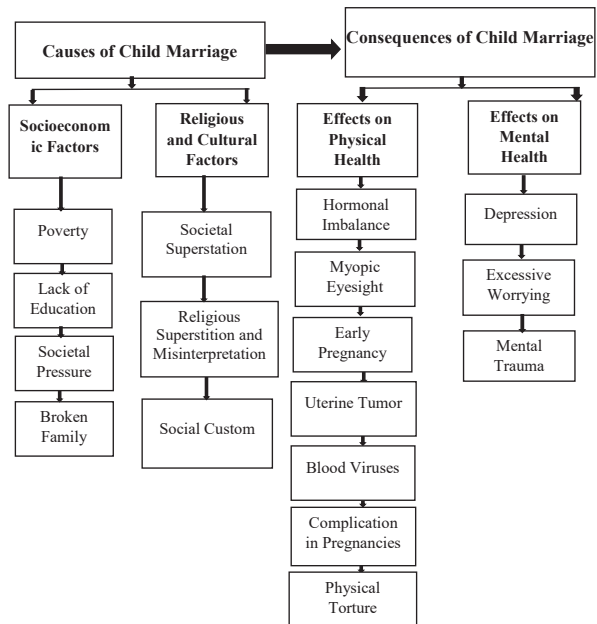 Causes of Child Marriage
Consequences of Child Marriage
Socioeconom
ic Factors
Religious
and Cultural
Factors
Effects on
Physical
Health
Effects on
Mental
Health
Poverty
Lack of
Education
Societal
Pressure
Broken
Family
Societal
Superstation
Religious
Superstition and
Misinterpretation
Social Custom
Hormonal
Imbalance
Myopic
Eyesight
Early
Pregnancy
Uterine Tumor
Blood Viruses
Complication
in Pregnancies
Physical
Torture
Depression
Excessive
Worrying
Mental
Trauma